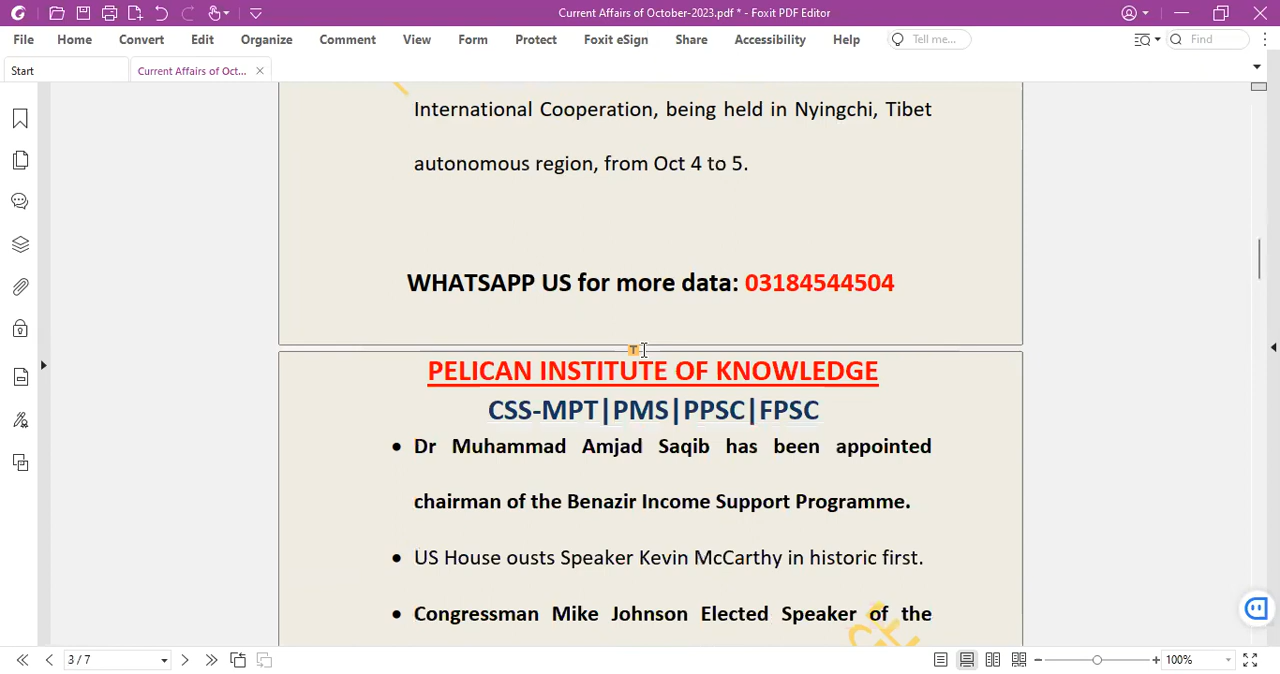 Current Affairs of October-2023.pdf * - Foxit PDF Editor
File Home Convert Edit Organize Comment View Form Protect Foxit eSign Share Accessibility Help Tell me... Find
Start Current Affairs of Oct...
International Cooperation, being held in Nyingchi, Tibet
autonomous region, from Oct 4 to 5.
WHATSAPP US for more data: 03184544504
PELICAN INSTITUTE OF KNOWLEDGE
CSS-MPT|PMS|PPSC|FPSC
• Dr Muhammad Amjad Saqib has been appointed
chairman of the Benazir Income Support Programme.
• US House ousts Speaker Kevin McCarthy in historic first.
• Congressman Mike Johnson Elected Speaker of the
3 / 7 100%